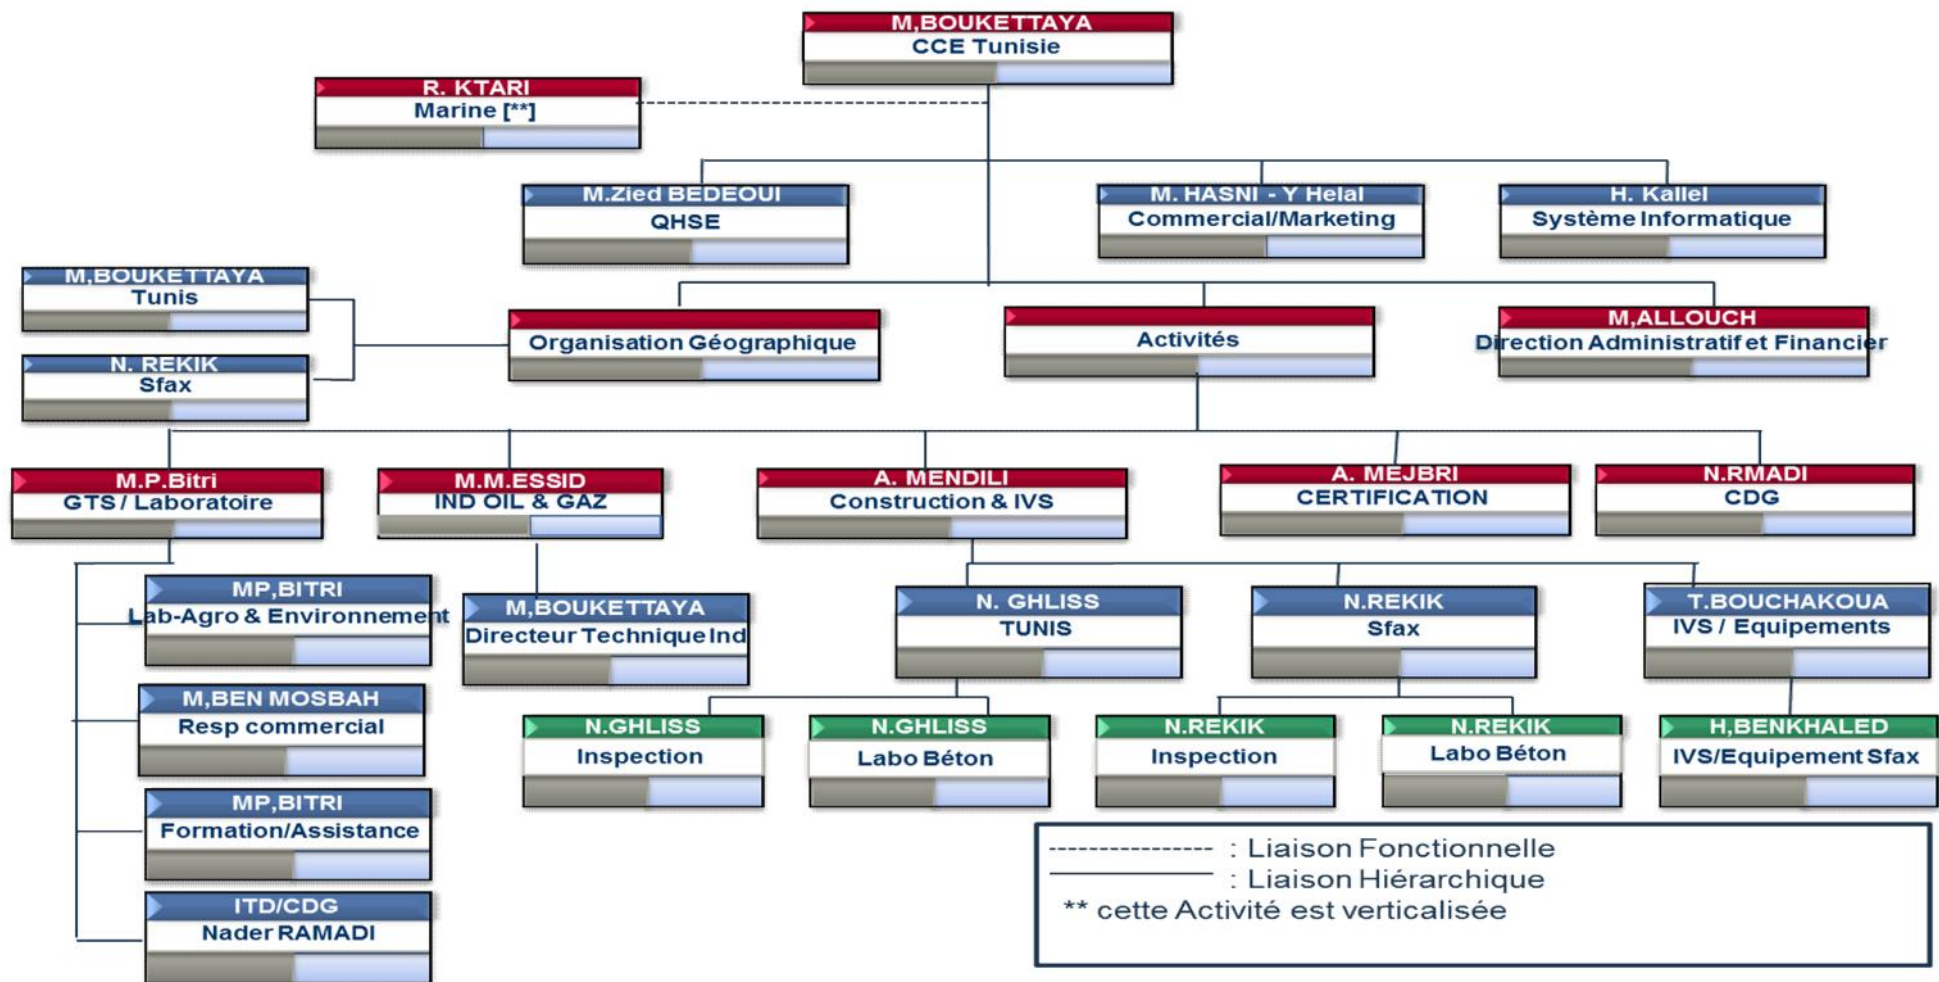 M,BOUKETTAYA
CCE Tunisie
R. KTARI
Marine [**]
M.Zied BEDEOUI
QHSE
M. HASNI - Y Helal
Commercial/Marketing
H. Kallel
Système Informatique
M,BOUKETTAYA
Tunis
N. REKIK
Sfax
Organisation Géographique
Activités
M,ALLOUCH
Direction Administratif et Financier
M.P.Bitri
GTS / Laboratoire
M.M.ESSID
IND OIL & GAZ
A. MENDILI
Construction & IVS
A. MEJBRI
CERTIFICATION
N.RMADI
CDG
MP,BITRI
Lab-Agro & Environnement
M,BEN MOSBAH
Resp commercial
MP,BITRI
Formation/Assistance
ITD/CDG
Nader RAMADI
M,BOUKETTAYA
Directeur Technique Ind
N. GHLISS
TUNIS
N.REKIK
Sfax
T.BOUCHAKOUA
IVS / Equipements
N.GHLISS
Inspection
N.GHLISS
Labo Béton
N.REKIK
Inspection
N.REKIK
Labo Béton
H,BENKHALED
IVS/Equipement Sfax
: Liaison Fonctionnelle
: Liaison Hiérarchique
** cette Activité est verticalisée